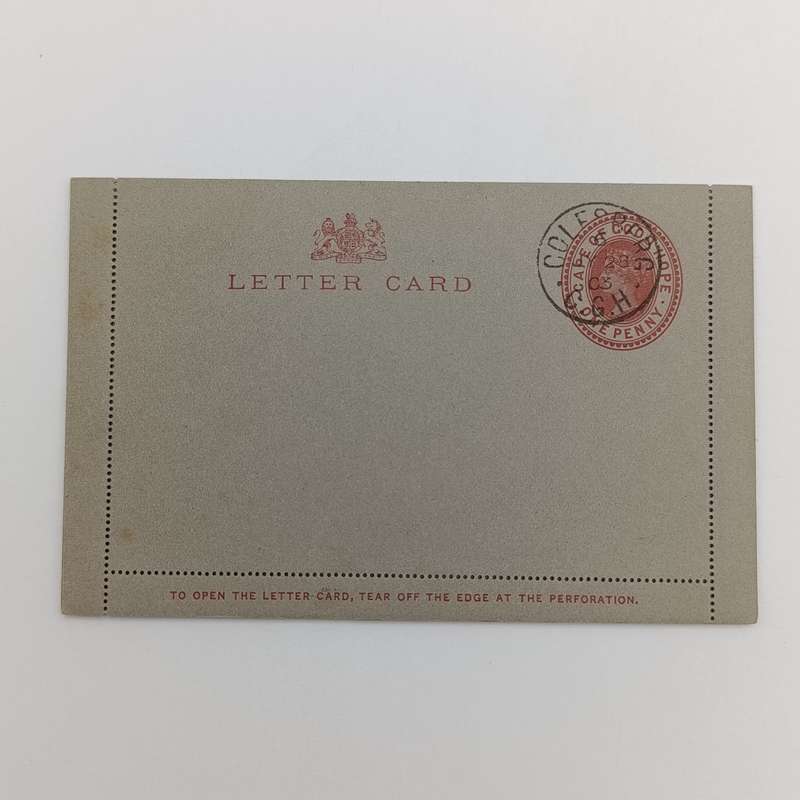 LETTER CARD
CAPE OF GOOD HOPE
ONE PENNY
COLESBERG
28
03
C.G.H
TO OPEN THE LETTER CARD, TEAR OFF THE EDGE AT THE PERFORATION.